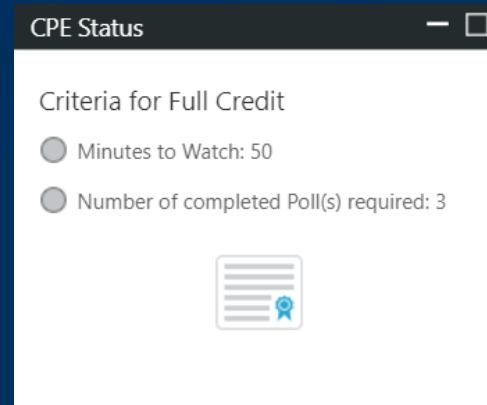 CPE Status
Criteria for Full Credit
Minutes to Watch: 50
Number of completed Poll(s) required: 3